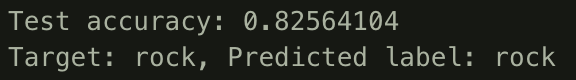 Test accuracy: 0.82564104
Target: rock, Predicted label: rock